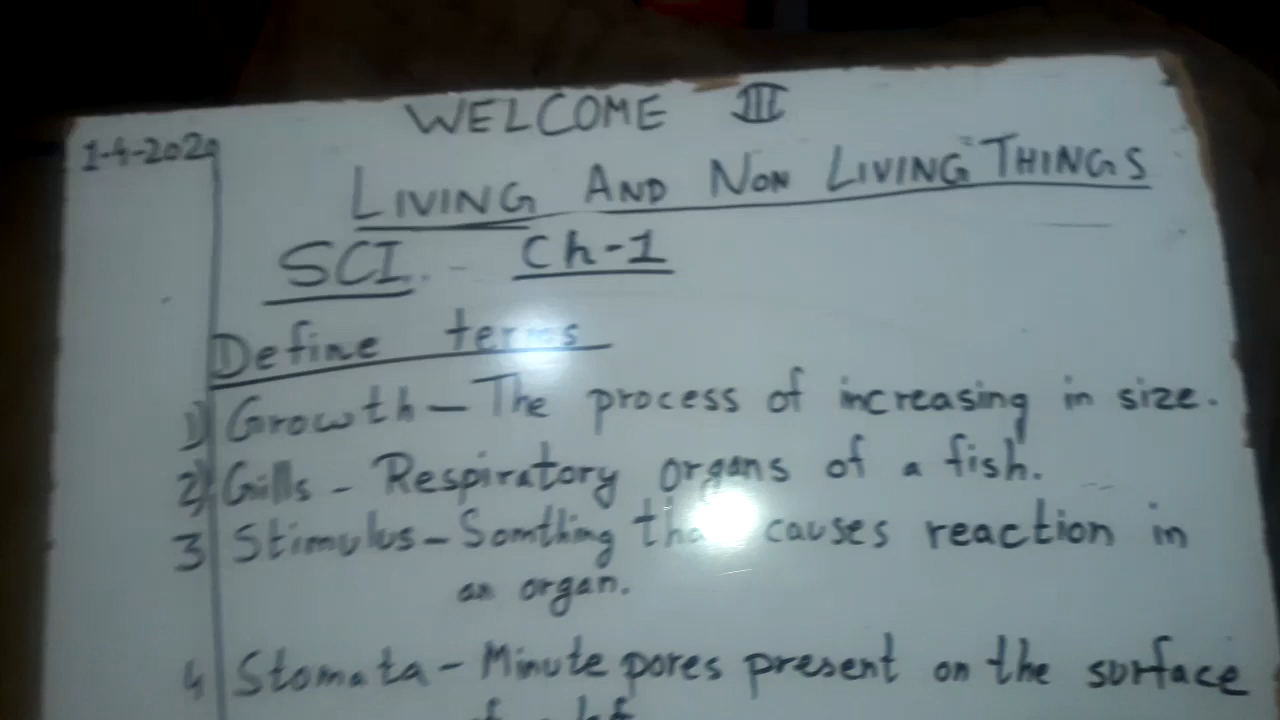 WELCOME III
1-4-2020
LIVING AND NON LIVING THINGS
SCI. - Ch-1
Define terms
1) Growth - The process of increasing in size.
2) Gills - Respiratory organs of a fish.
3 Stimulus - Somthing that causes reaction in
an organ.
4 Stomata - Minute pores present on the surface